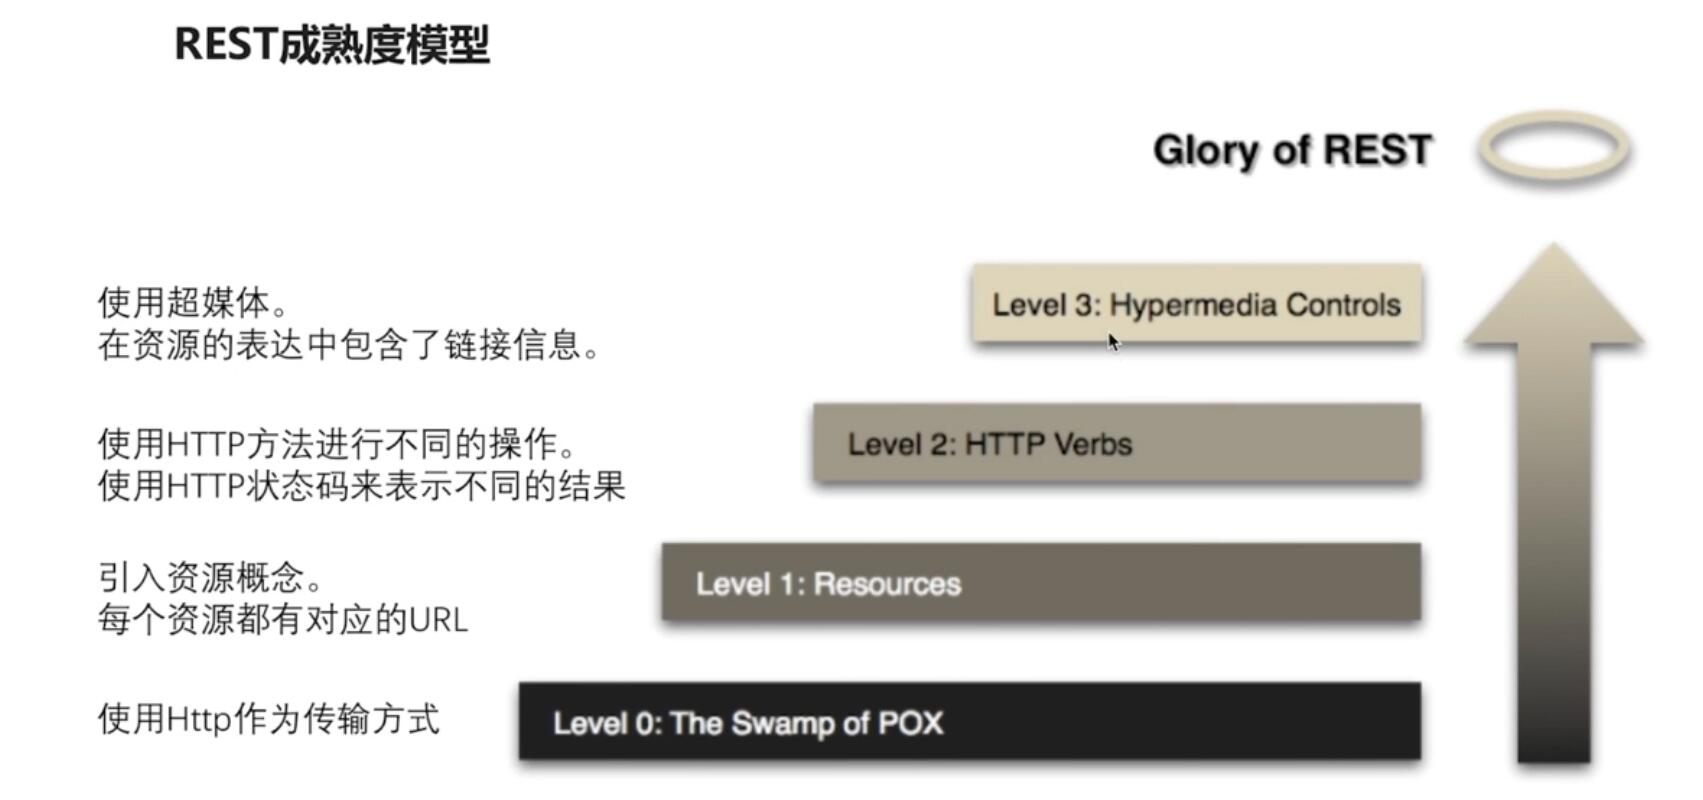 REST成熟度模型
Glory of REST
使用超媒体。
在资源的表达中包含了链接信息。
Level 3: Hypermedia Controls
使用HTTP方法进行不同的操作。
使用HTTP状态码来表示不同的结果
Level 2: HTTP Verbs
引入资源概念。
每个资源都有对应的URL
Level 1: Resources
使用Http作为传输方式
Level 0: The Swamp of POX